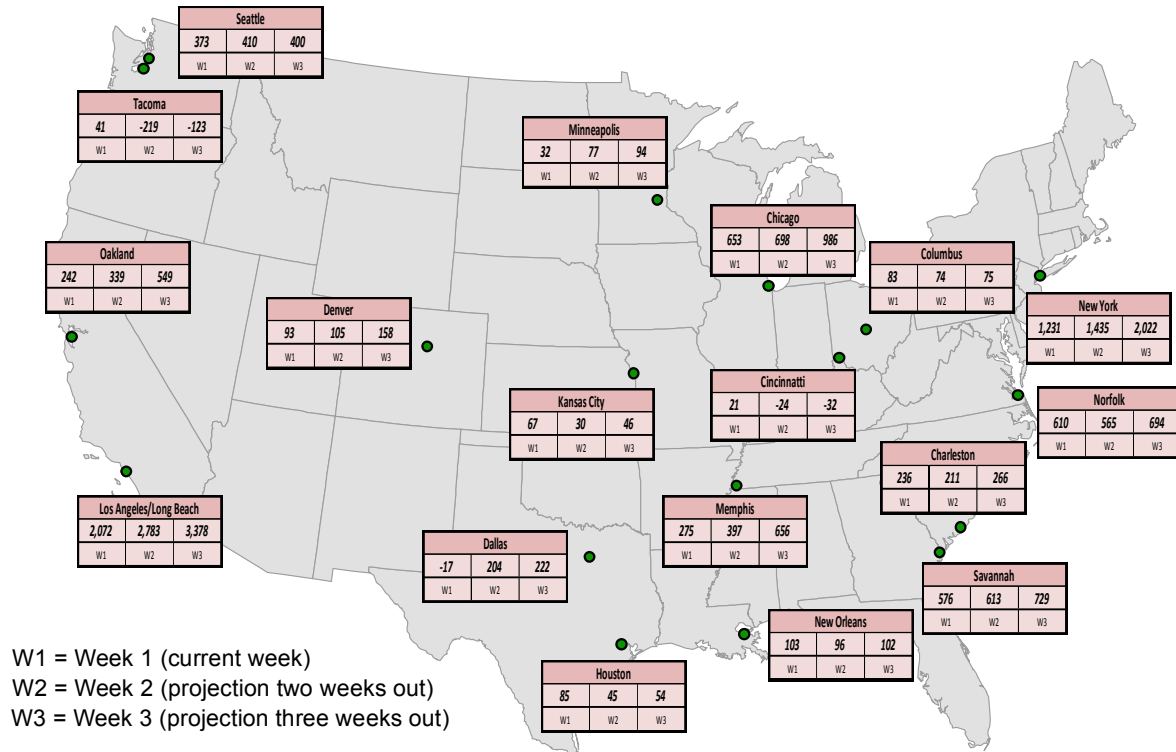 Seattle
373 410 400
W1 W2 W3
Tacoma
41 -219 -123
W1 W2 W3
Minneapolis
32 77 94
W1 W2 W3
Chicago
653 698 986
W1 W2 W3
Oakland
242 339 549
W1 W2 W3
Columbus
83 74 75
W1 W2 W3
Denver
93 105 158
W1 W2 W3
New York
1,231 1,435 2,022
W1 W2 W3
Cincinnatti
21 -24 -32
W1 W2 W3
Kansas City
67 30 46
W1 W2 W3
Norfolk
610 565 694
W1 W2 W3
Charleston
236 211 266
W1 W2 W3
Los Angeles/Long Beach
2,072 2,783 3,378
W1 W2 W3
Memphis
275 397 656
W1 W2 W3
Dallas
-17 204 222
W1 W2 W3
Savannah
576 613 729
W1 W2 W3
New Orleans
103 96 102
W1 W2 W3
Houston
85 45 54
W1 W2 W3
W1 = Week 1 (current week)
W2 = Week 2 (projection two weeks out)
W3 = Week 3 (projection three weeks out)